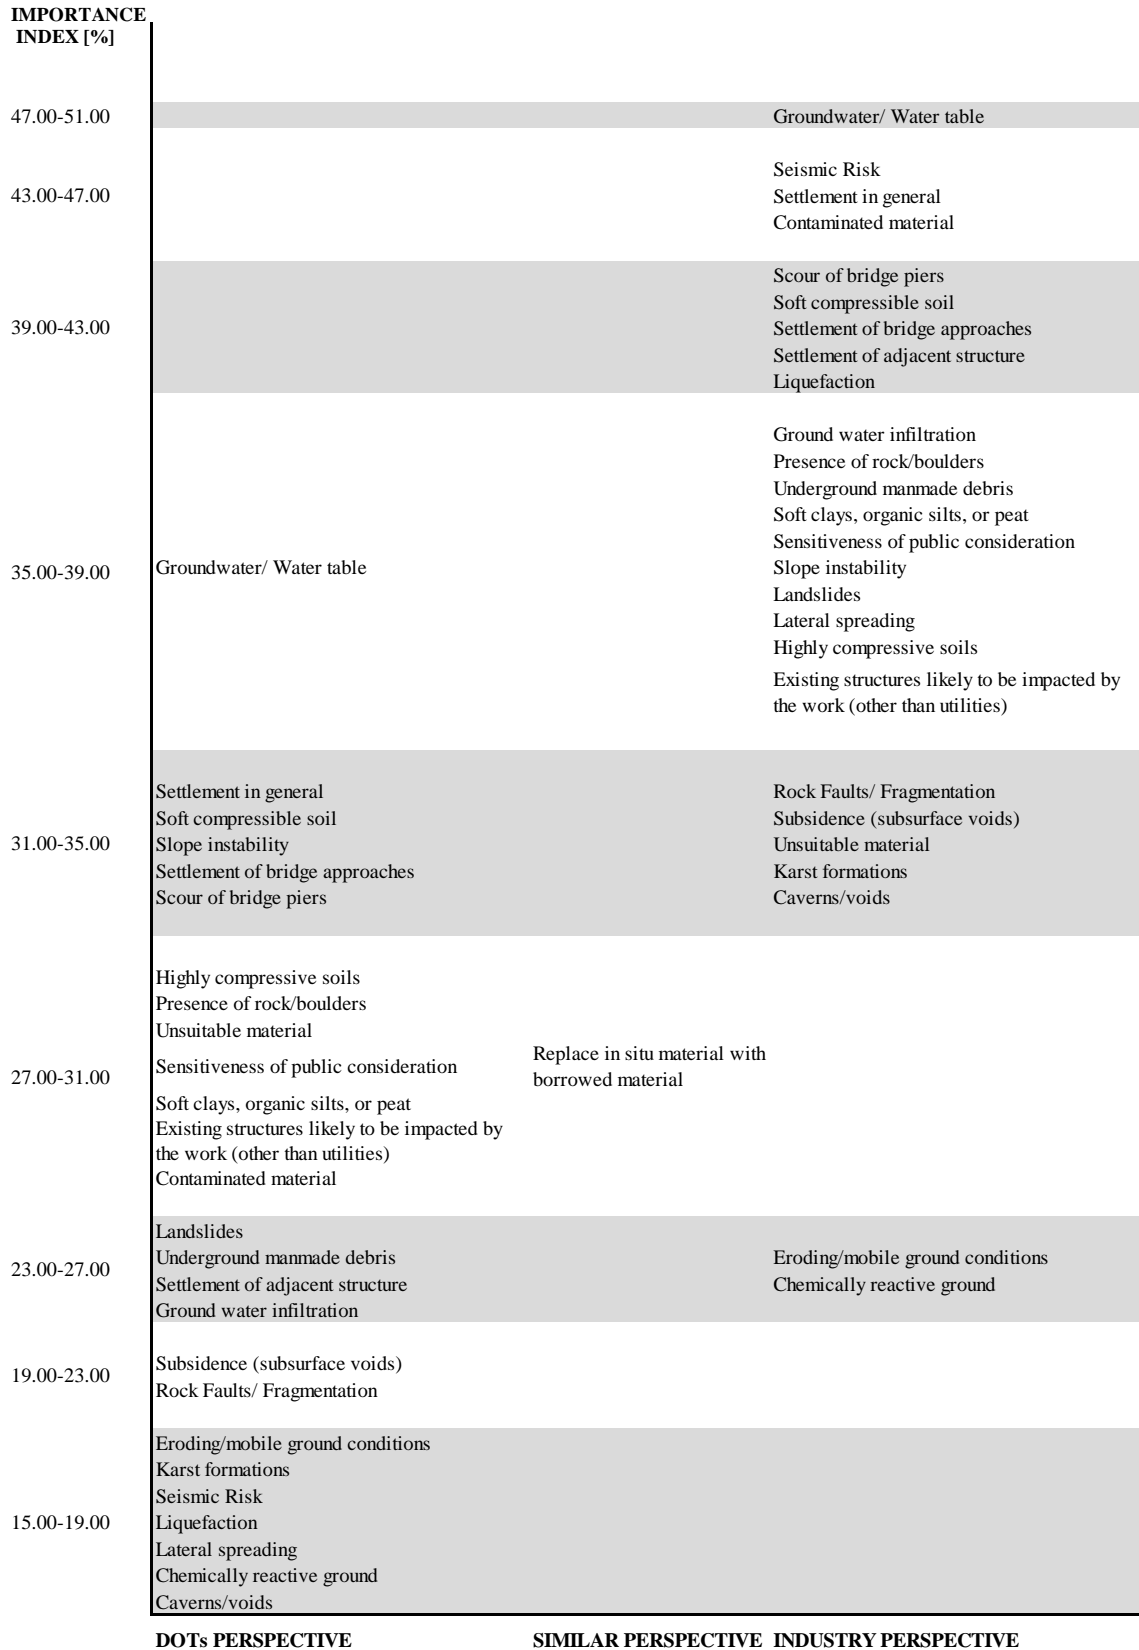 IMPORTANCE
INDEX [%]
47.00-51.00
Groundwater/ Water table
43.00-47.00
Seismic Risk
Settlement in general
Contaminated material
39.00-43.00
Scour of bridge piers
Soft compressible soil
Settlement of bridge approaches
Settlement of adjacent structure
Liquefaction
35.00-39.00
Groundwater/ Water table
Ground water infiltration
Presence of rock/boulders
Underground manmade debris
Soft clays, organic silts, or peat
Sensitiveness of public consideration
Slope instability
Landslides
Lateral spreading
Highly compressive soils
Existing structures likely to be impacted by
the work (other than utilities)
31.00-35.00
Settlement in general
Soft compressible soil
Slope instability
Settlement of bridge approaches
Scour of bridge piers
Rock Faults/ Fragmentation
Subsidence (subsurface voids)
Unsuitable material
Karst formations
Caverns/voids
27.00-31.00
Highly compressive soils
Presence of rock/boulders
Unsuitable material
Sensitiveness of public consideration
Soft clays, organic silts, or peat
Existing structures likely to be impacted by
the work (other than utilities)
Contaminated material
Replace in situ material with
borrowed material
23.00-27.00
Landslides
Underground manmade debris
Settlement of adjacent structure
Ground water infiltration
Eroding/mobile ground conditions
Chemically reactive ground
19.00-23.00
Subsidence (subsurface voids)
Rock Faults/ Fragmentation
15.00-19.00
Eroding/mobile ground conditions
Karst formations
Seismic Risk
Liquefaction
Lateral spreading
Chemically reactive ground
Caverns/voids
DOTs PERSPECTIVE
SIMILAR PERSPECTIVE
INDUSTRY PERSPECTIVE